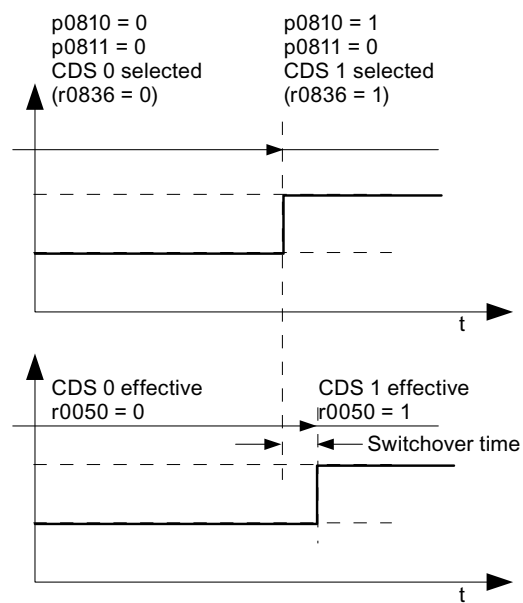 p0810 = 0
p0811 = 0
CDS 0 selected
(r0836 = 0)
p0810 = 1
p0811 = 0
CDS 1 selected
(r0836 = 1)
t
CDS 0 effective
r0050 = 0
CDS 1 effective
r0050 = 1
Switchover time
t